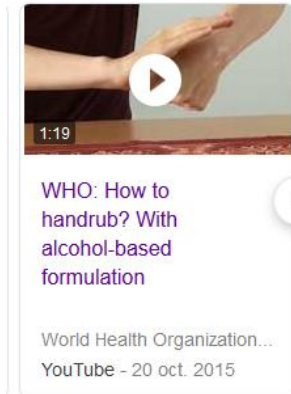 1:19
WHO: How to
handrub? With
alcohol-based
formulation
World Health Organization...
YouTube - 20 oct. 2015